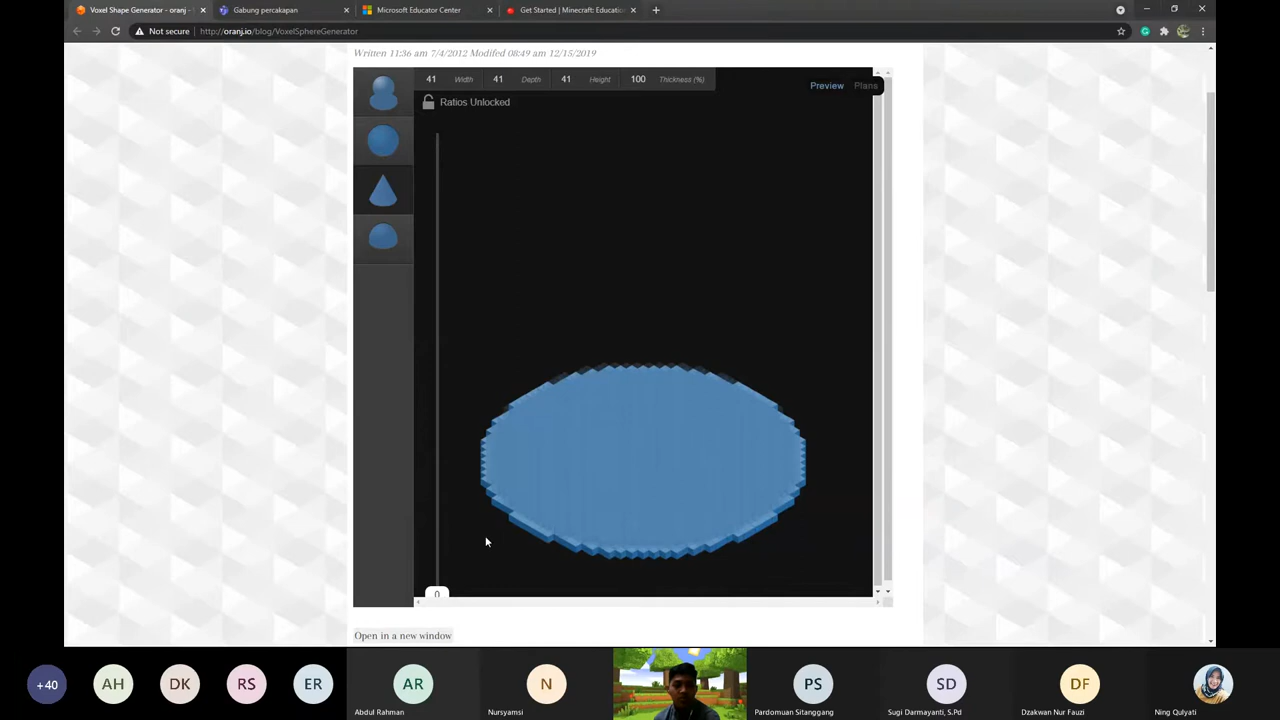 Voxel Shape Generator - oranj -
Gabung percakapan
Microsoft Educator Center
Get Started | Minecraft: Educatio
Not secure
http://oranj.io/blog/VoxelSphereGenerator
Written 11:36 am 7/4/2012 Modifed 08:49 am 12/15/2019
41 Width 41 Depth 41 Height 100 Thickness (%)
Preview Plans
Ratios Unlocked
0
Open in a new window
+40
AH
DK
RS
ER
AR
N
PS
SD
DF
Abdul Rahman
Nursyamsi
Pardomuan Sitanggang
Sugi Darmayanti, S.Pd
Dzakwan Nur Fauzi
Ning Qulyati